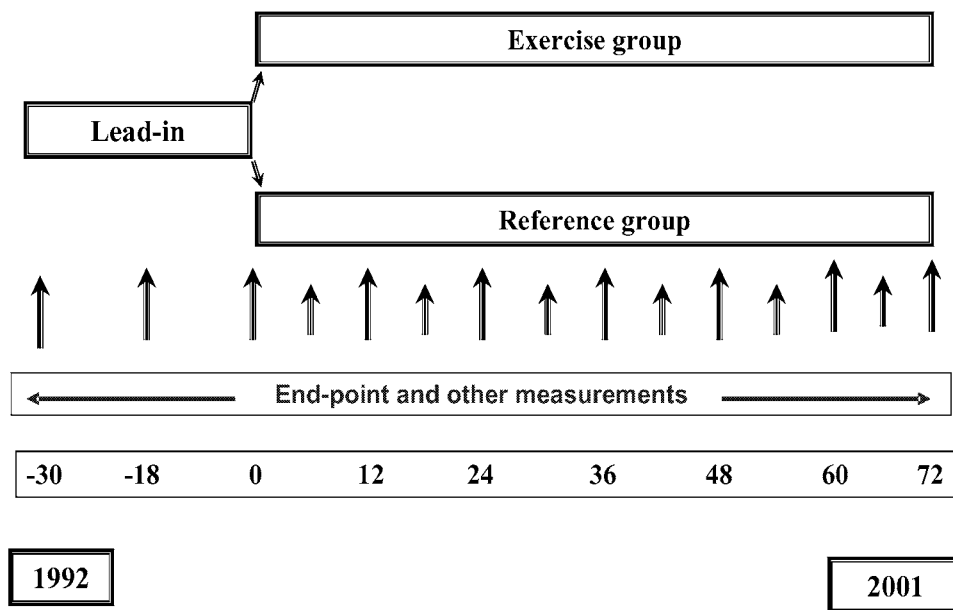 Exercise group
Lead-in
Reference group
End-point and other measurements
-30 -18 0 12 24 36 48 60 72
1992 2001